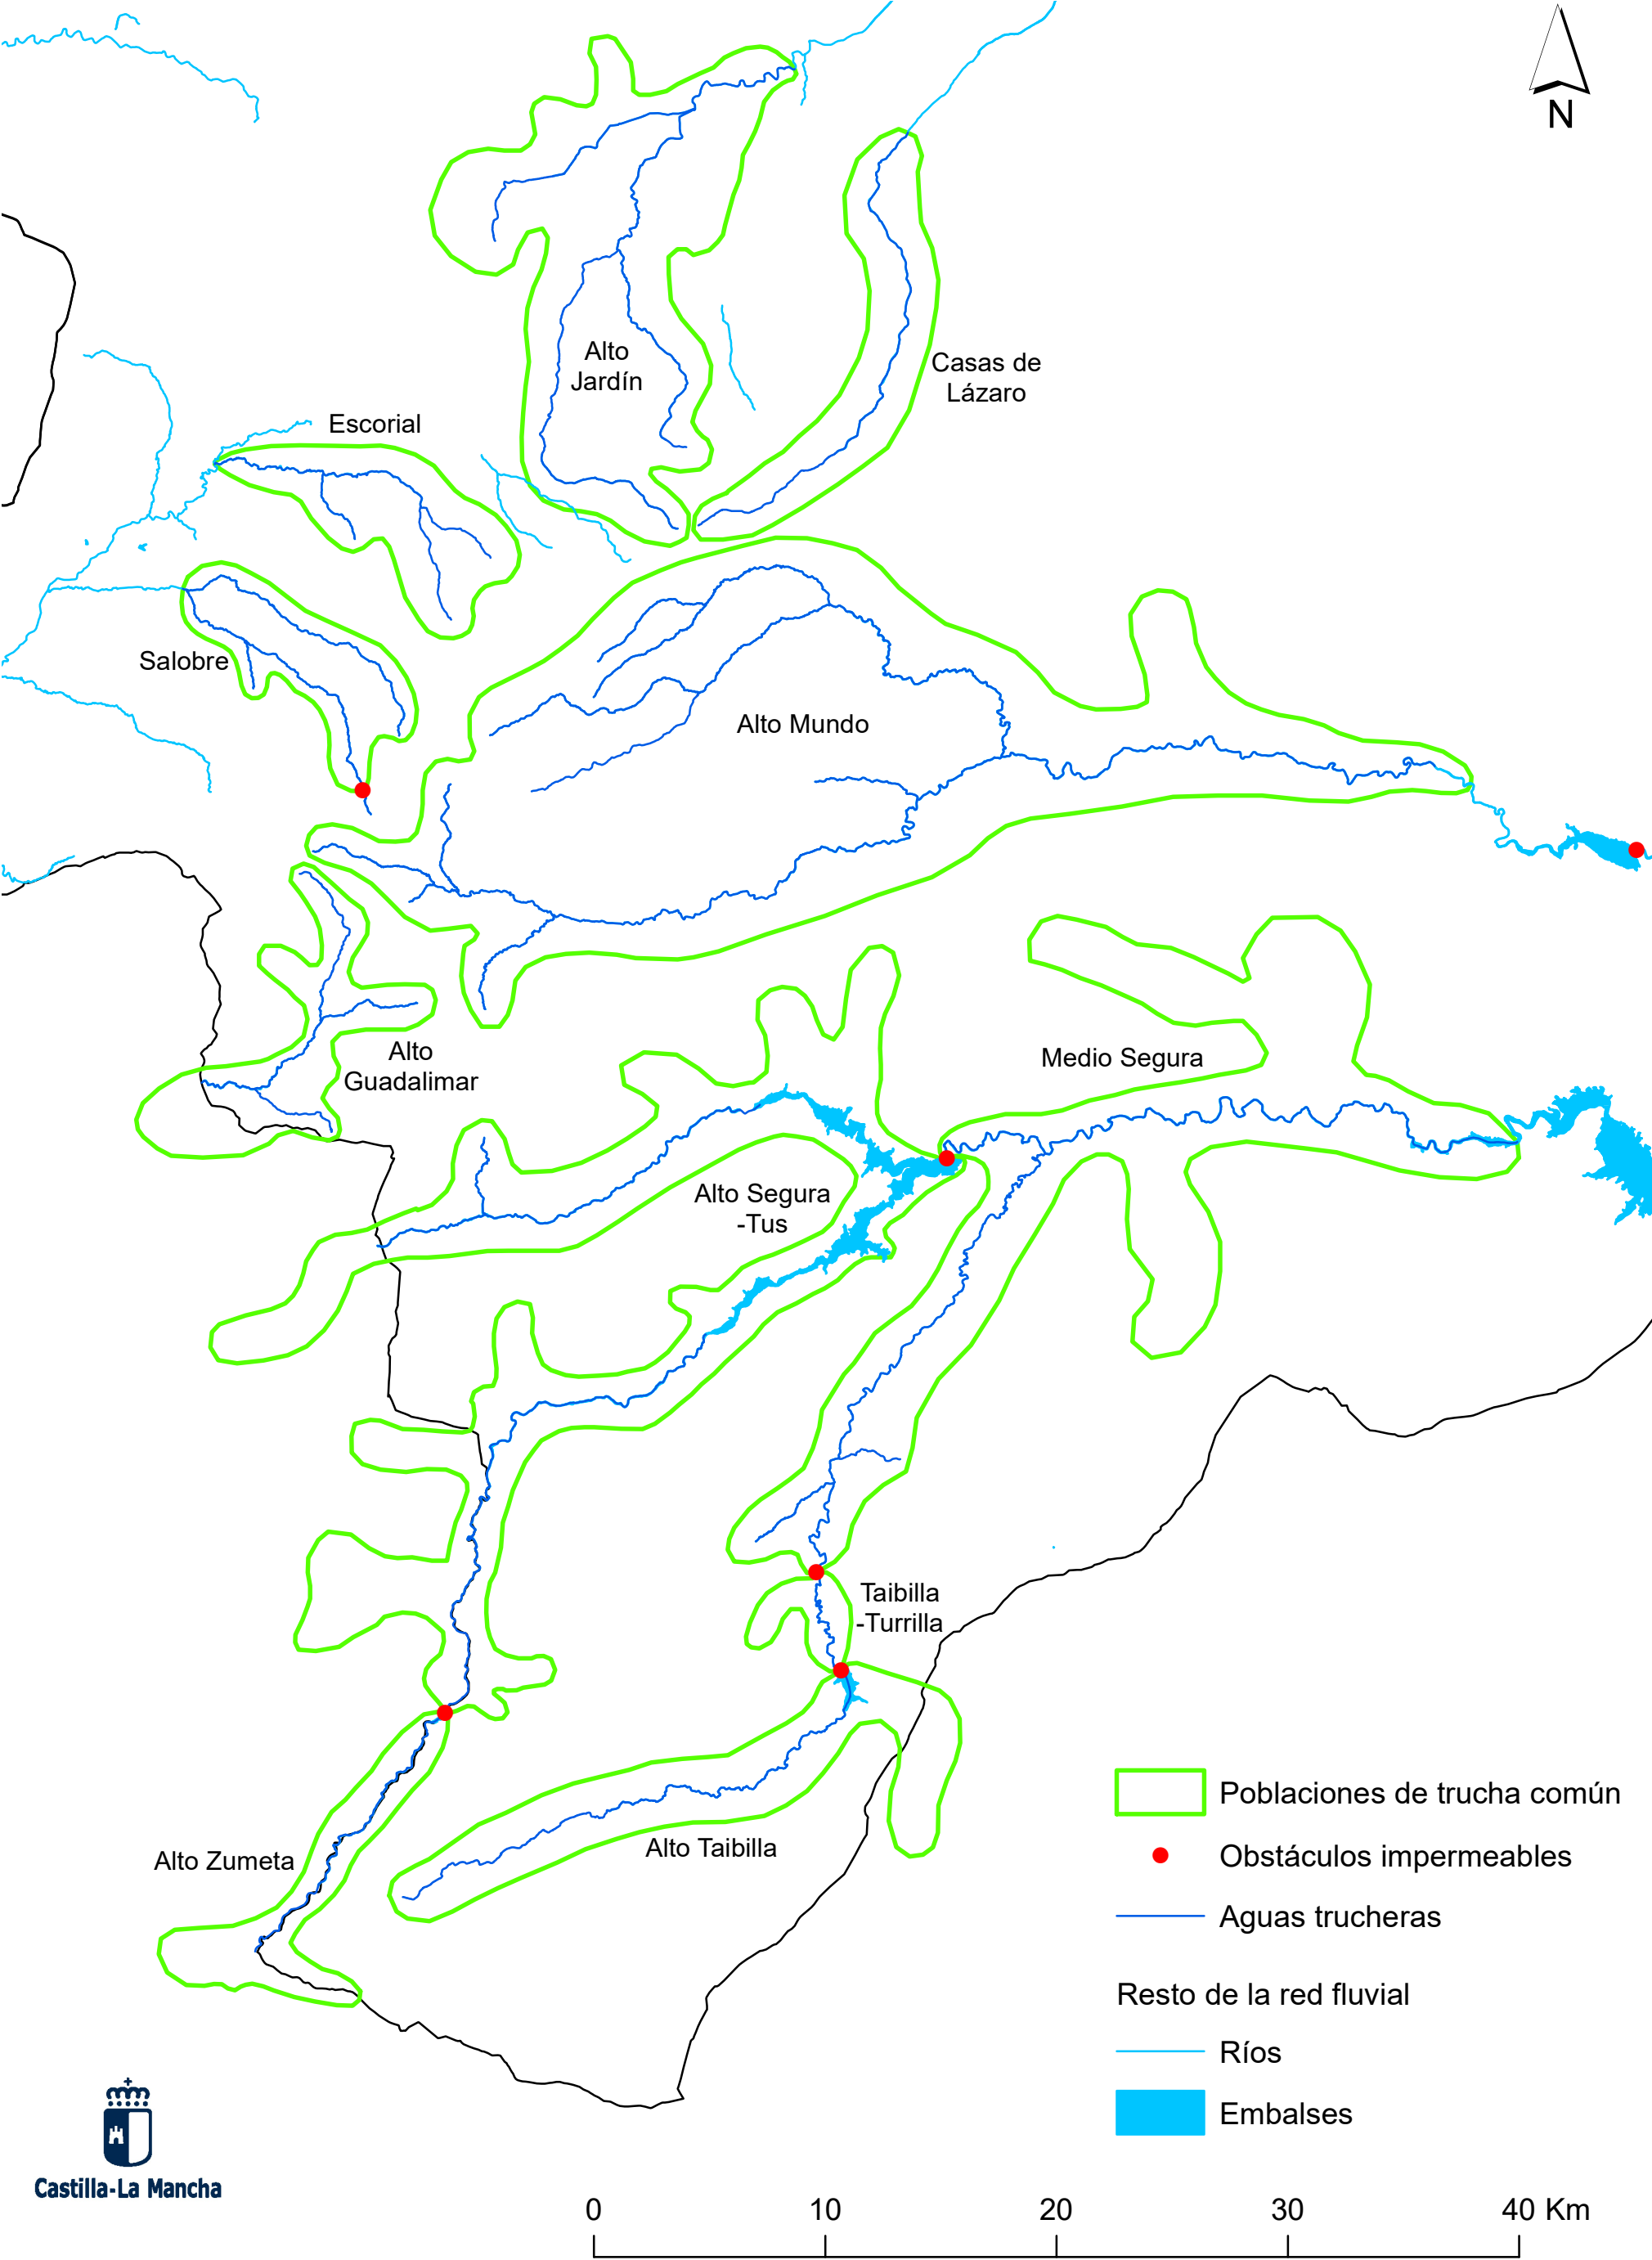 N
Alto
Jardín
Casas de
Lázaro
Escorial
Salobre
Alto Mundo
Alto
Guadalimar
Medio Segura
Alto Segura
-Tus
Taibilla
-Turrilla
Alto Taibilla
Alto Zumeta
Poblaciones de trucha común
Obstáculos impermeables
Aguas trucheras
Resto de la red fluvial
Ríos
Embalses
Castilla-La Mancha
0 10 20 30 40 Km